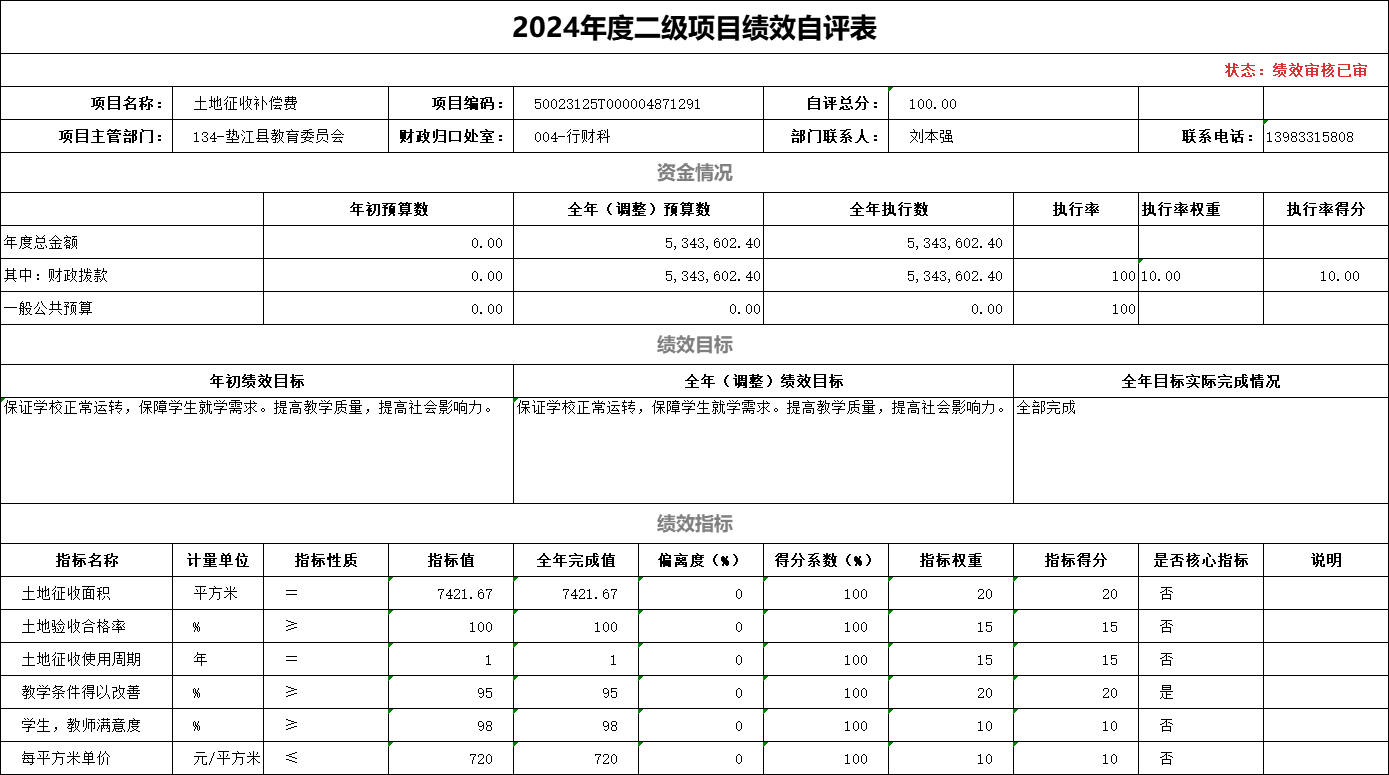 2024年度二级项目绩效自评表
状态：绩效审核已审
项目名称： 土地征收补偿费 项目编码： 50023125T000004871291 自评总分： 100.00
项目主管部门： 134-垫江县教育委员会 财政归口处室： 004-行财科 部门联系人： 刘本强 联系电话： 13983315808
资金情况
年初预算数 全年（调整）预算数 全年执行数 执行率 执行率权重 执行率得分
年度总金额 0.00 5,343,602.40 5,343,602.40
其中：财政拨款 0.00 5,343,602.40 5,343,602.40 100 10.00 10.00
一般公共预算 0.00 0.00 0.00 100
绩效目标
年初绩效目标 全年（调整）绩效目标 全年目标实际完成情况
保证学校正常运转，保障学生就学需求。提高教学质量，提高社会影响力。 保证学校正常运转，保障学生就学需求。提高教学质量，提高社会影响力。 全部完成
绩效指标
指标名称 计量单位 指标性质 指标值 全年完成值 偏离度（%） 得分系数（%） 指标权重 指标得分 是否核心指标 说明
土地征收面积 平方米 ＝ 7421.67 7421.67 0 100 20 20 否
土地验收合格率 % ≥ 100 100 0 100 15 15 否
土地征收使用周期 年 ＝ 1 1 0 100 15 15 否
教学条件得以改善 % ≥ 95 95 0 100 20 20 是
学生，教师满意度 % ≥ 98 98 0 100 10 10 否
每平方米单价 元/平方米 ≤ 720 720 0 100 10 10 否